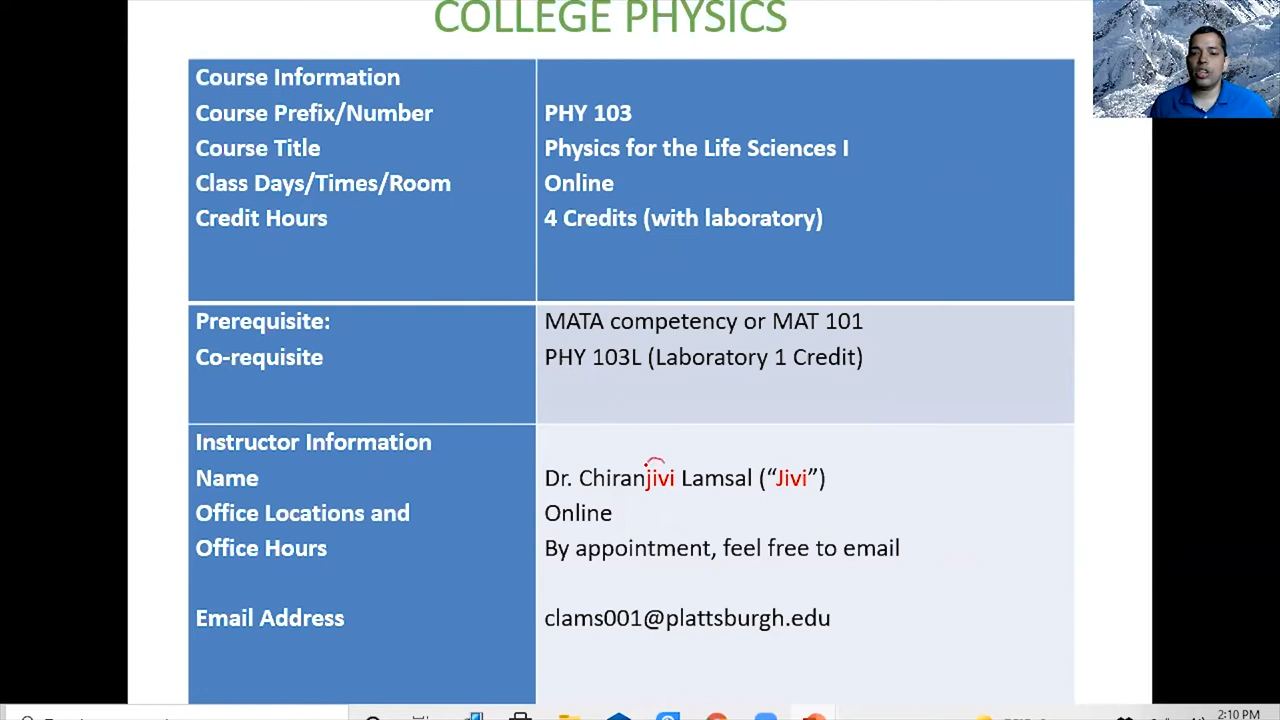 COLLEGE PHYSICS
Course Information
Course Prefix/Number PHY 103
Course Title Physics for the Life Sciences I
Class Days/Times/Room Online
Credit Hours 4 Credits (with laboratory)
Prerequisite: MATA competency or MAT 101
Co-requisite PHY 103L (Laboratory 1 Credit)
Instructor Information
Name Dr. Chiranjivi Lamsal (“Jivi”)
Office Locations and Online
Office Hours By appointment, feel free to email
Email Address clams001@plattsburgh.edu
2:10 PM